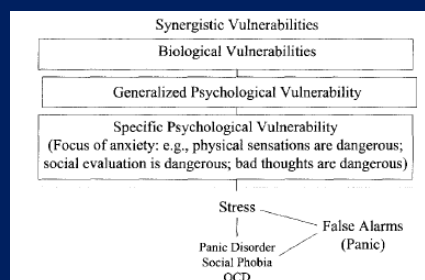 Synergistic Vulnerabilities
Biological Vulnerabilities
Generalized Psychological Vulnerability
Specific Psychological Vulnerability
(Focus of anxiety: e.g., physical sensations are dangerous;
social evaluation is dangerous; bad thoughts are dangerous)
Stress
False Alarms
(Panic)
Panic Disorder
Social Phobia
OCD